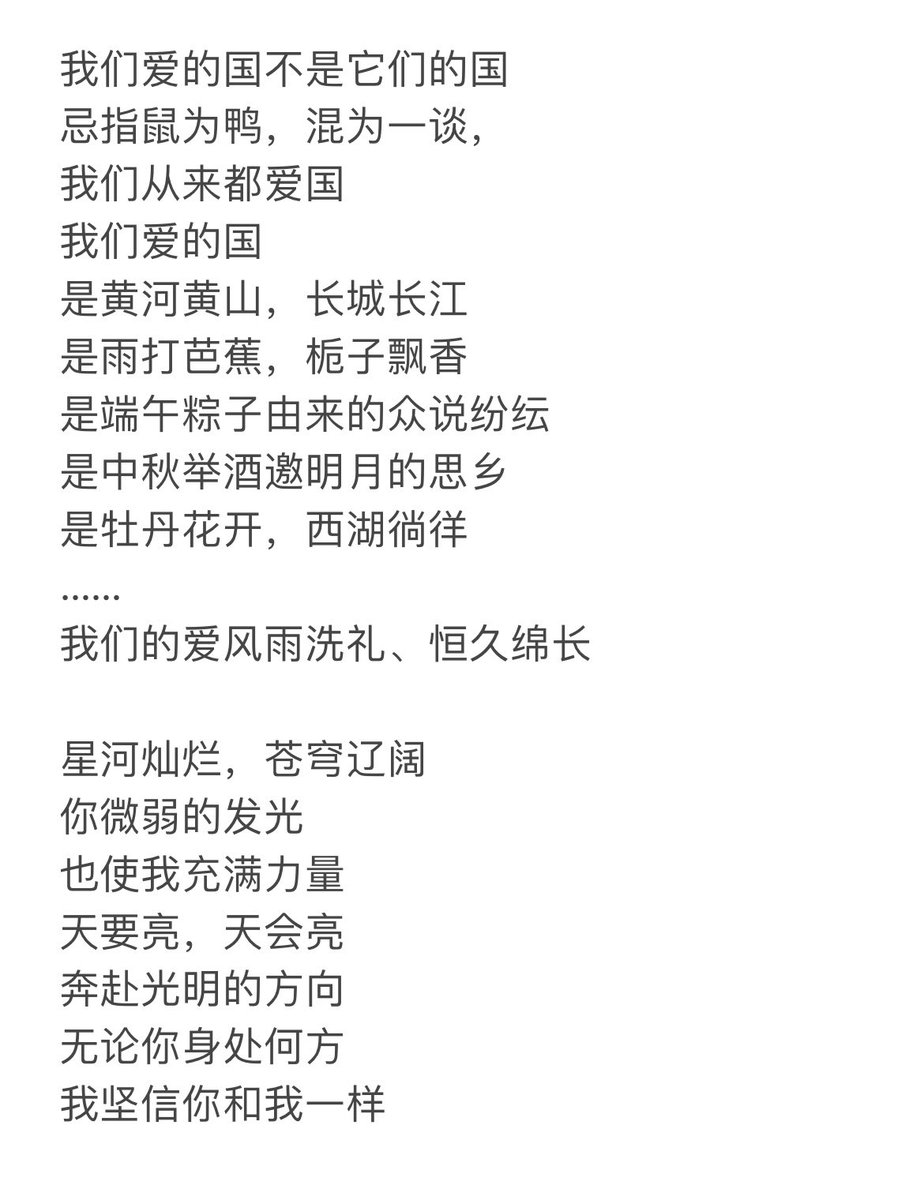 我们爱的国不是它们的国
忌指鼠为鸭，混为一谈，
我们从来都爱国
我们爱的国
是黄河黄山，长城长江
是雨打芭蕉，栀子飘香
是端午粽子由来的众说纷纭
是中秋举酒邀明月的思乡
是牡丹花开，西湖徜徉
......
我们的爱风雨洗礼、恒久绵长
星河灿烂，苍穹辽阔
你微弱的发光
也使我充满力量
天要亮，天会亮
奔赴光明的方向
无论你身处何方
我坚信你和我一样